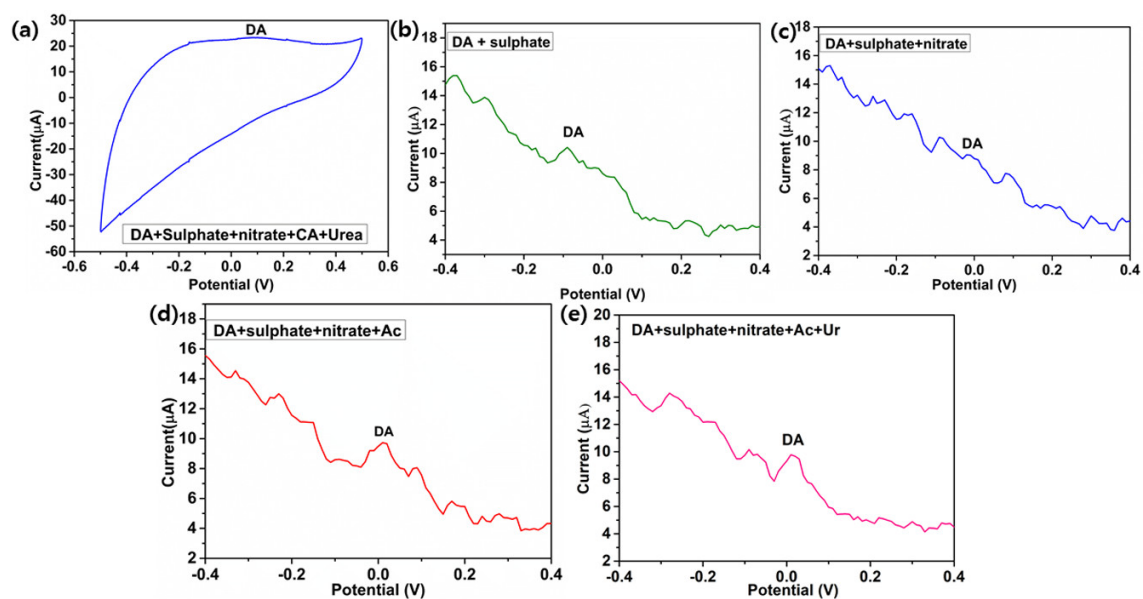 (a)
30
20
10
0
-10
-20
-30
-40
-50
-60
Current(μA)
DA
DA+Sulphate+nitrate+CA+Urea
-0.6 -0.4 -0.2 0.0 0.2 0.4 0.6
Potential (V)
(b)
18
16
14
12
10
8
6
4
Current (μA)
DA + sulphate
DA
-0.4 -0.2 0.0 0.2 0.4
Potential (V)
(c)
18
16
14
12
10
8
6
4
2
Current (μA)
DA+sulphate+nitrate
DA
-0.4 -0.2 0.0 0.2 0.4
Potential (V)
(d)
18
16
14
12
10
8
6
4
2
Current(μA)
DA+sulphate+nitrate+Ac
DA
-0.4 -0.2 0.0 0.2 0.4
Potential (V)
(e)
20
18
16
14
12
10
8
6
4
2
Current (μA)
DA+sulphate+nitrate+Ac+Ur
DA
-0.4 -0.2 0.0 0.2 0.4
Potential (V)